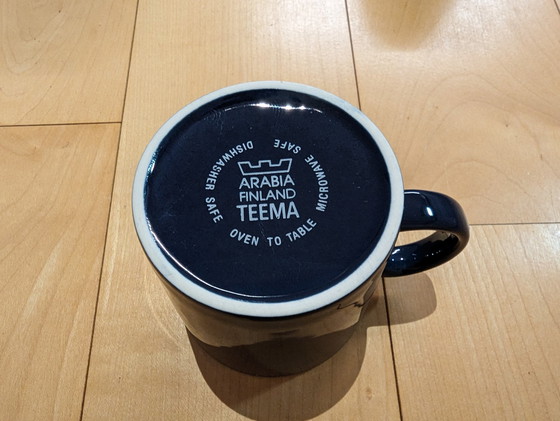 ARABIA
FINLAND
TEEMA
DISHWASHER SAFE
OVEN TO TABLE
MICROWAVE SAFE